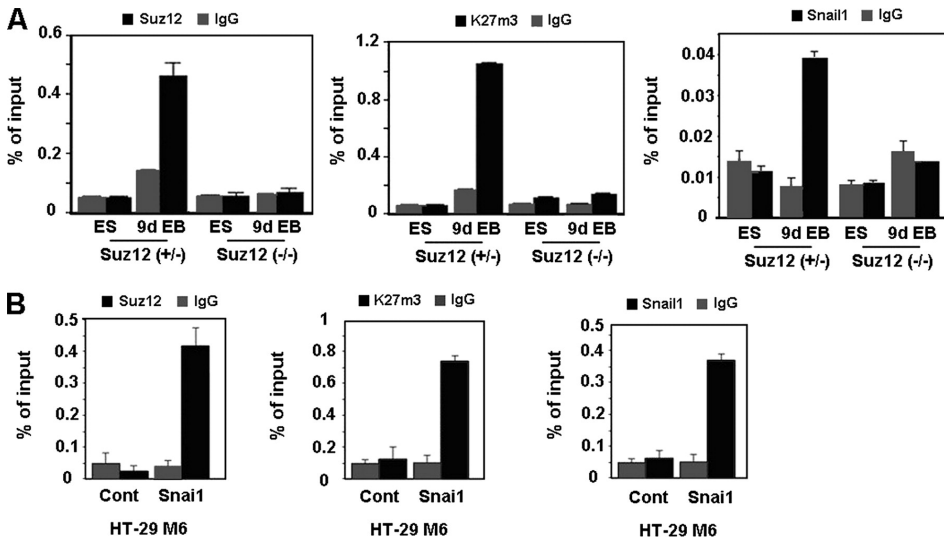 A
Suz12 IgG
% of input
0.6
0.4
0.2
0
ES 9d EB ES 9d EB
Suz12 (+/-) Suz12 (-/-)
K27m3 IgG
% of input
1.2
1.0
0.6
0.2
0
ES 9d EB ES 9d EB
Suz12 (+/-) Suz12 (-/-)
Snail1 IgG
% of input
0.04
0.03
0.02
0.01
0
ES 9d EB ES 9d EB
Suz12 (+/-) Suz12 (-/-)
B
Suz12 IgG
% of input
0.5
0.4
0.3
0.2
0.1
0
Cont Snai1
HT-29 M6
K27m3 IgG
% of input
1
0.8
0.6
0.4
0.2
0
Cont Snai1
HT-29 M6
Snail1 IgG
% of input
0.5
0.4
0.3
0.2
0.1
0
Cont Snai1
HT-29 M6